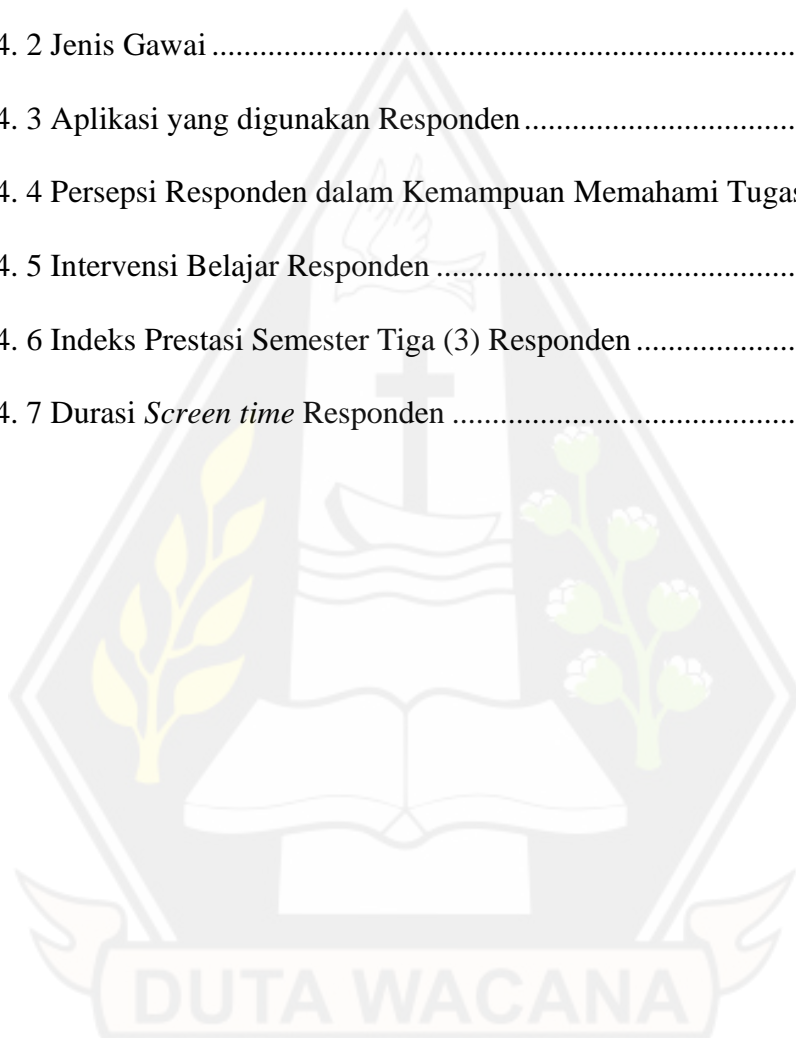 4. 2 Jenis Gawai ........................................................................
4. 3 Aplikasi yang digunakan Responden ..................................
4. 4 Persepsi Responden dalam Kemampuan Memahami Tugas
4. 5 Intervensi Belajar Responden .............................................
4. 6 Indeks Prestasi Semester Tiga (3) Responden ....................
4. 7 Durasi Screen time Responden ...........................................
DUTA WACANA